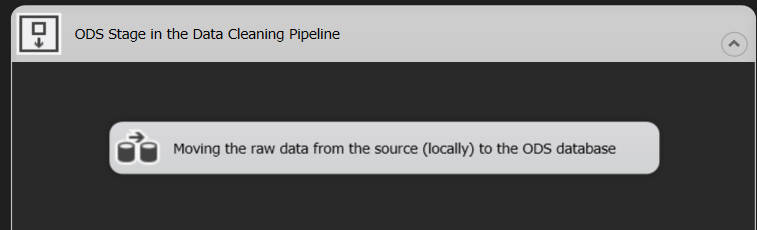 ODS Stage in the Data Cleaning Pipeline
Moving the raw data from the source (locally) to the ODS database